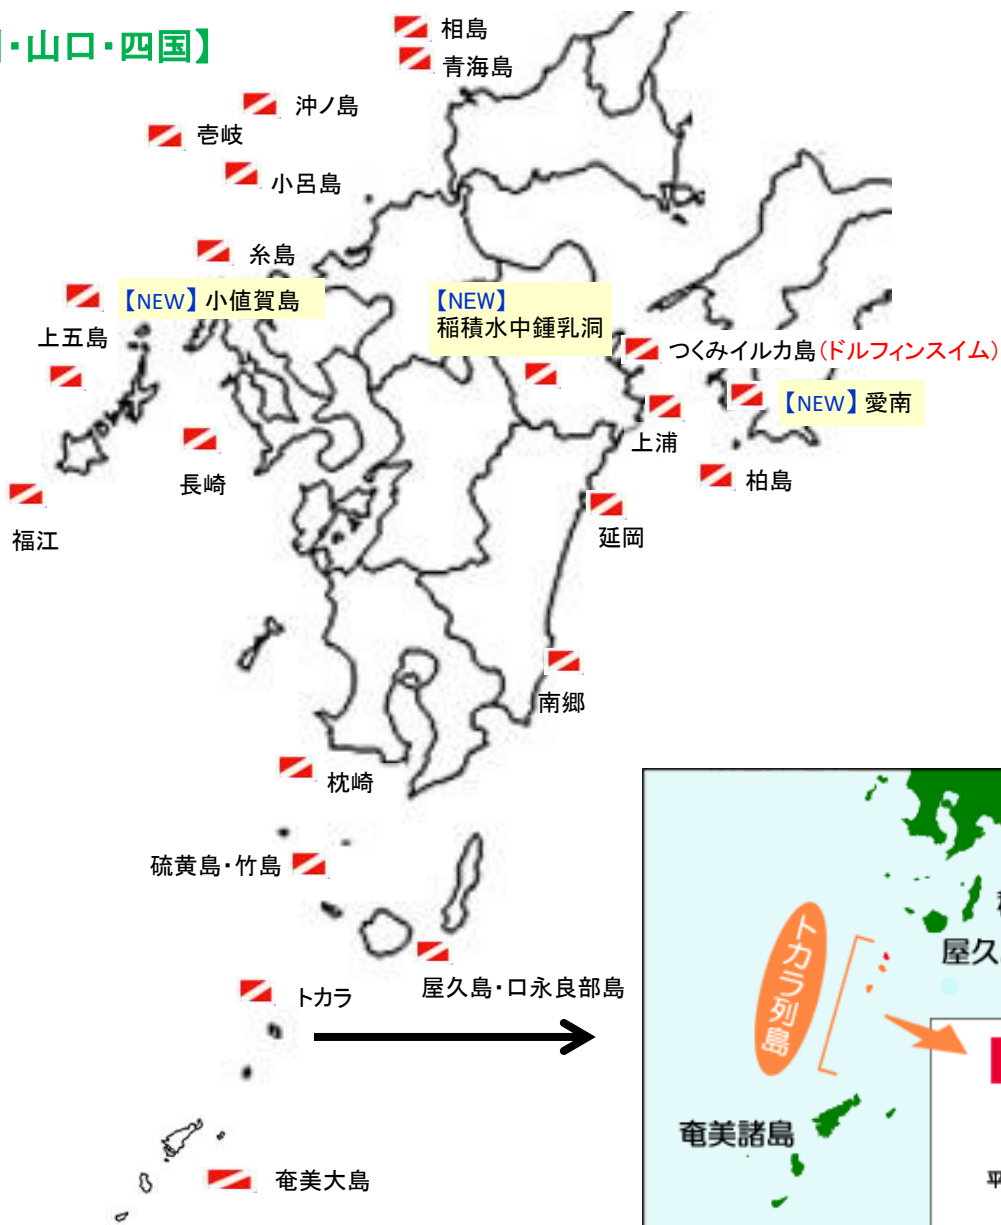 ・山口・四国】
相島
青海島
沖ノ島
壱岐
小呂島
糸島
【NEW】 小値賀島
【NEW】
稲積水中鍾乳洞
上五島
つくみイルカ島(ドルフィンスイム)
【NEW】 愛南
上浦
長崎
柏島
福江
延岡
南郷
枕崎
硫黄島・竹島
屋久島・口永良部島
トカラ
奄美大島
屋久
トカラ列島
奄美諸島
平